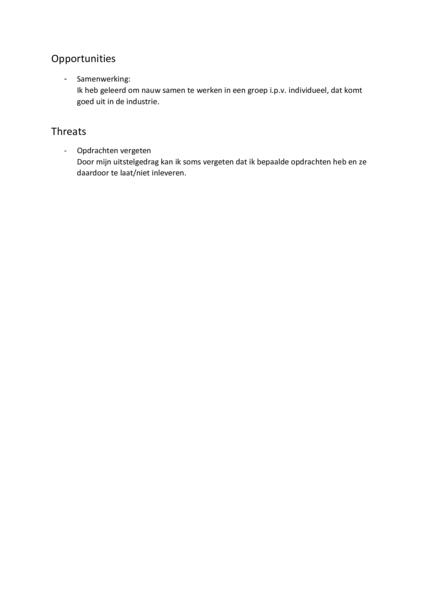 Opportunities
- Samenwerking:
Ik heb geleerd om nauw samen te werken in een groep i.p.v. individueel, dat komt
goed uit in de industrie.
Threats
- Opdrachten vergeten
Door mijn uitstelgedrag kan ik soms vergeten dat ik bepaalde opdrachten heb en ze
daardoor te laat/niet inleveren.